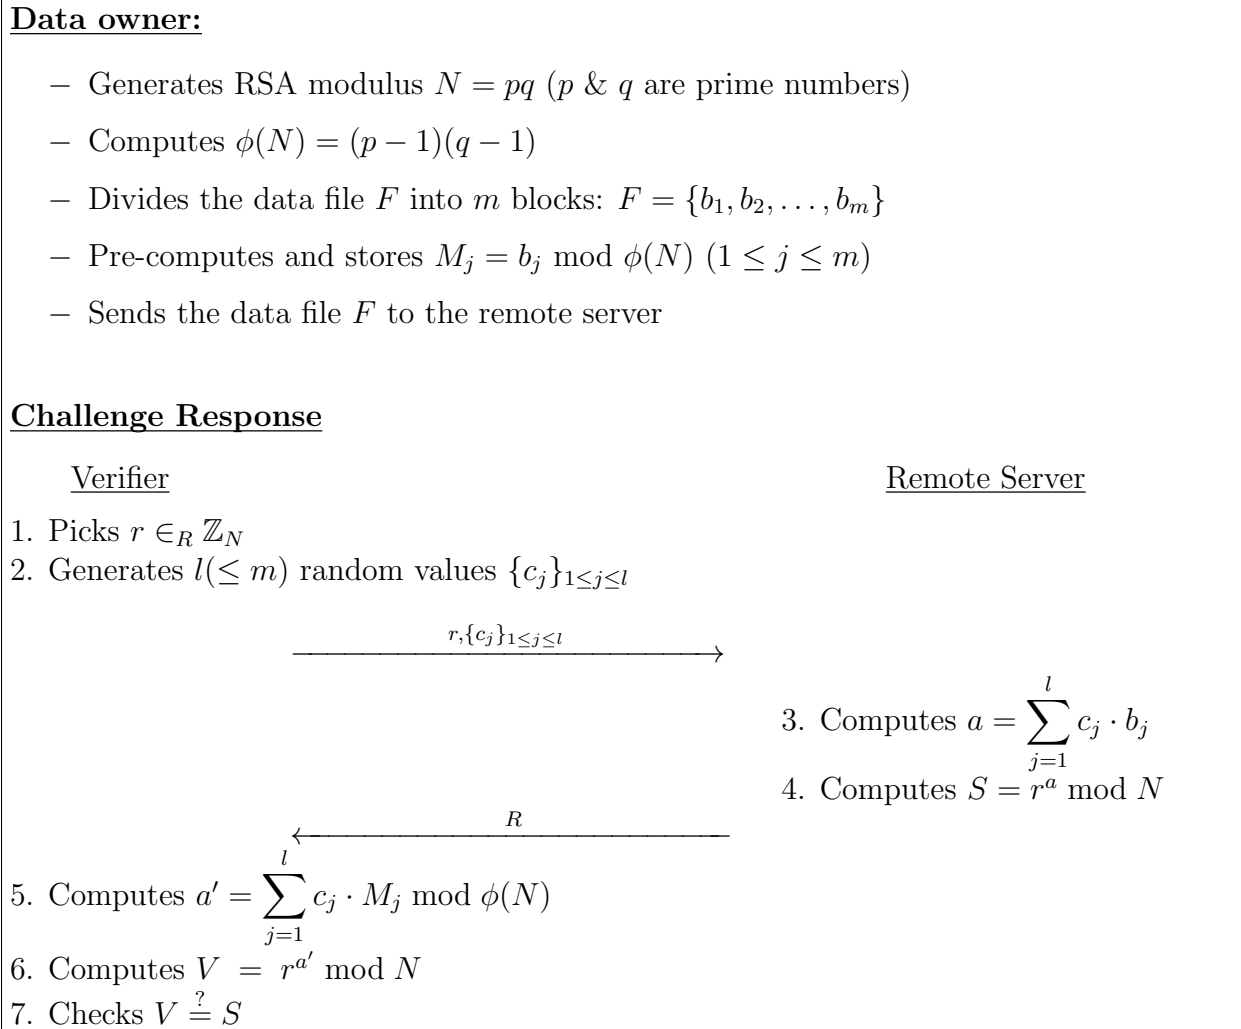 Data owner:
– Generates RSA modulus N = pq (p & q are prime numbers)
– Computes ϕ(N) = (p − 1)(q − 1)
– Divides the data file F into m blocks: F = {b₁, b₂, . . . , bₘ}
– Pre-computes and stores Mⱼ = bⱼ mod ϕ(N) (1 ≤ j ≤ m)
– Sends the data file F to the remote server
Challenge Response
Verifier Remote Server
1. Picks r ∈_R ℤ_N
2. Generates l(≤ m) random values {cⱼ}_{1≤j≤l}
r,{cⱼ}_{1≤j≤l}
3. Computes a = ∑_{j=1}^{l} cⱼ · bⱼ
4. Computes S = r^a mod N
R
5. Computes a′ = ∑_{j=1}^{l} cⱼ · Mⱼ mod ϕ(N)
6. Computes V = r^{a′} mod N
7. Checks V ≟ S